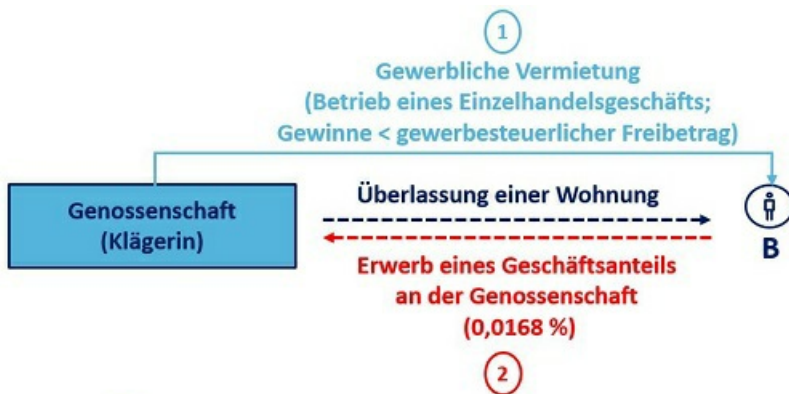 1
Gewerbliche Vermietung
(Betrieb eines Einzelhandelsgeschäfts;
Gewinne < gewerbesteuerlicher Freibetrag)
Genossenschaft
(Klägerin)
Überlassung einer Wohnung
B
Erwerb eines Geschäftsanteils
an der Genossenschaft
(0,0168 %)
2